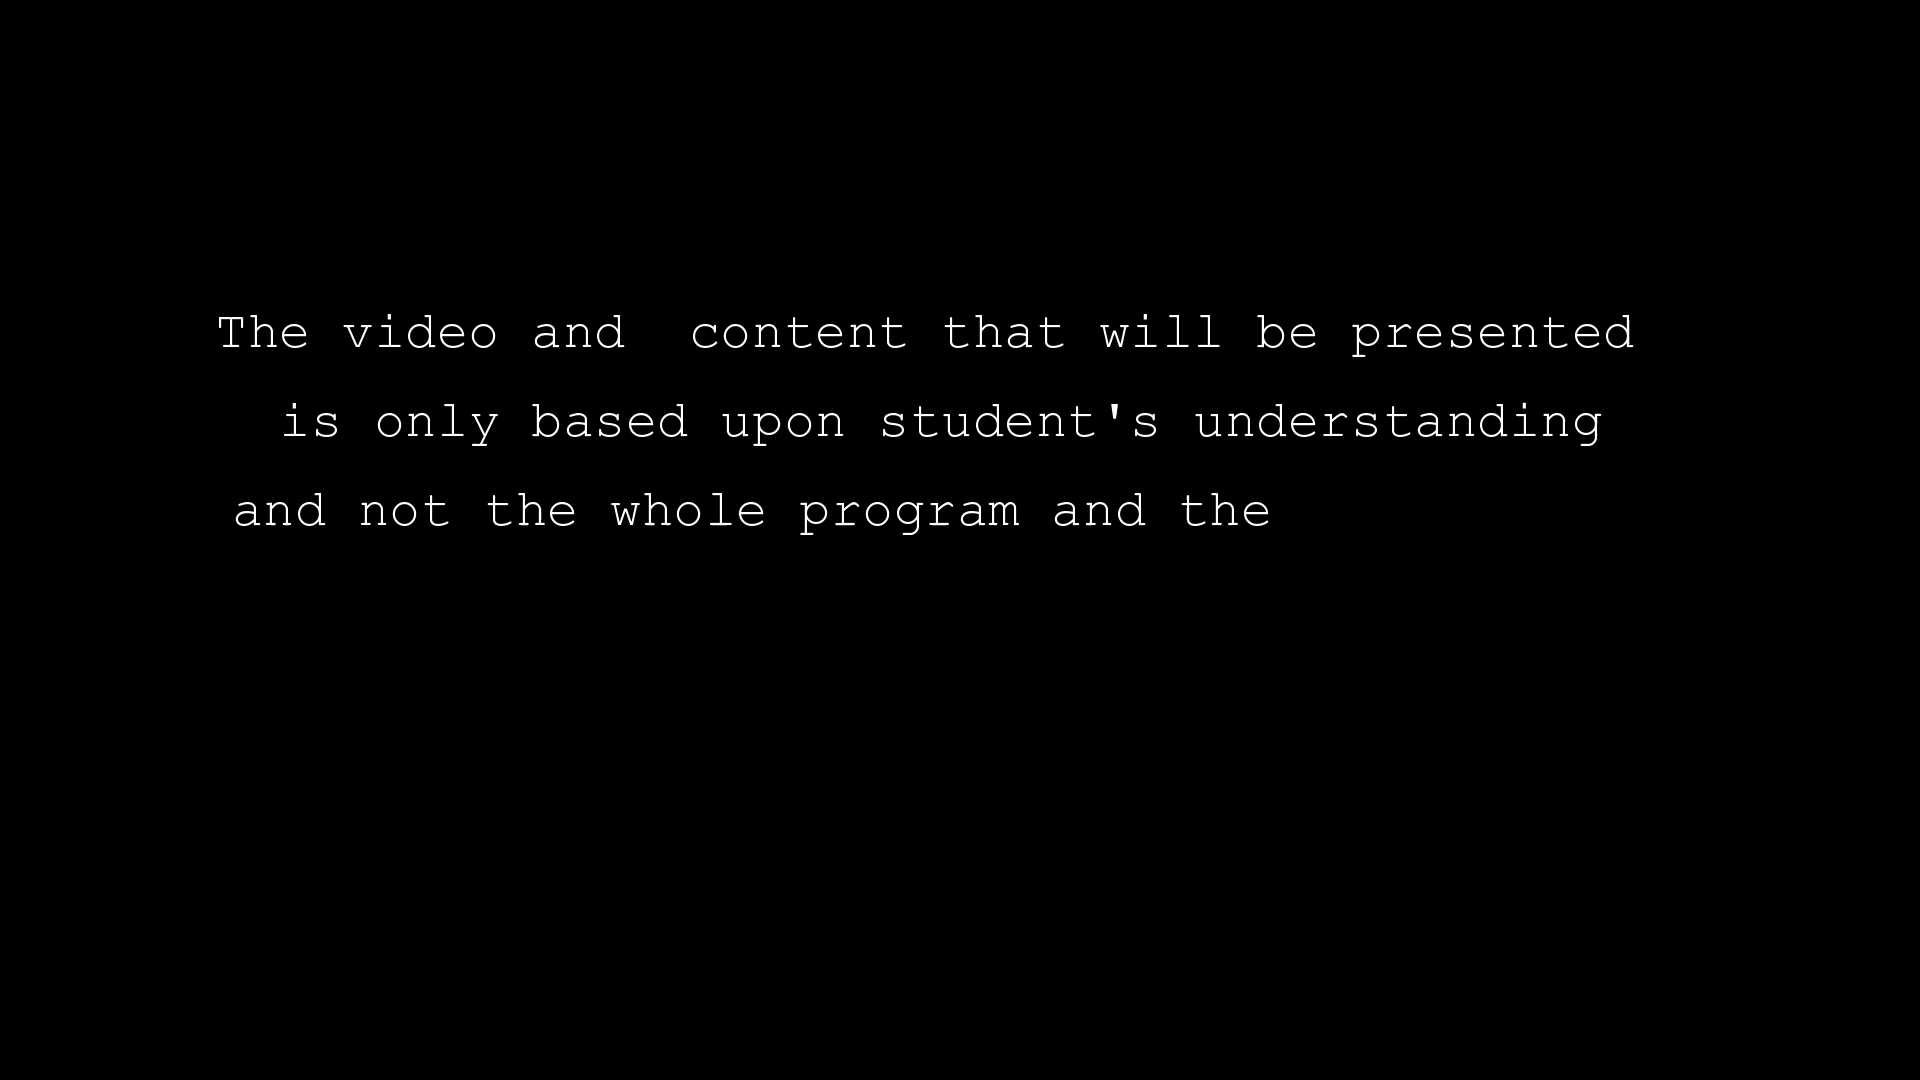 The video and  content that will be presented
is only based upon student's understanding
and not the whole program and the